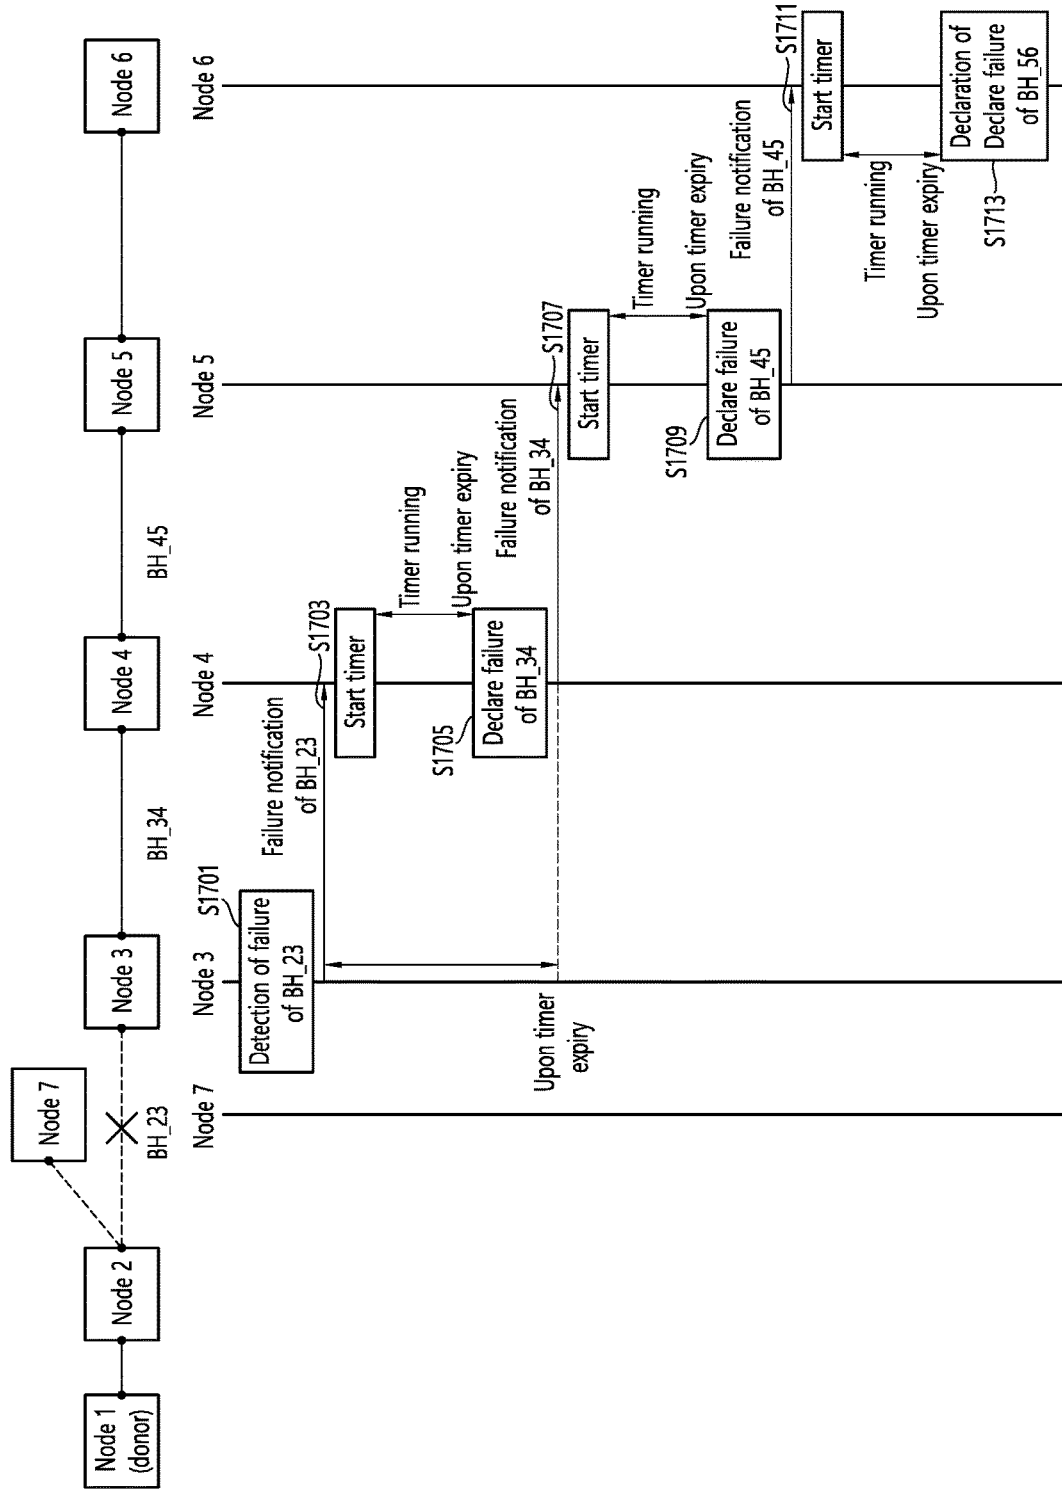 Node 1
(donor)
Node 2
Node 7
Node 3
Node 4
Node 5
Node 6
BH_23
BH_34
BH_45
Node 7
Node 3
Node 4
Node 5
Node 6
S1701
Detection of failure
of BH_23
Failure notification
of BH_23
S1703
Start timer
Timer running
Upon timer expiry
S1705
Declare failure
of BH_34
Upon timer
expiry
Failure notification
of BH_34
S1707
Start timer
Timer running
Upon timer expiry
S1709
Declare failure
of BH_45
Failure notification
of BH_45
S1711
Start timer
Timer running
Upon timer expiry
S1713
Declaration of
Declare failure
of BH_56